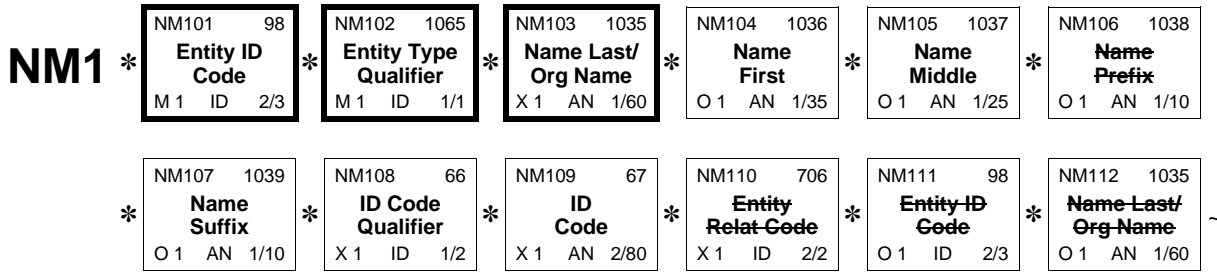 NM101 98 NM102 1065 NM103 1035 NM104 1036 NM105 1037 NM106 1038
NM1 * Entity ID * Entity Type * Name Last/ * Name * Name * Name
Code Qualifier Org Name First Middle Prefix
M 1 ID 2/3 M 1 ID 1/1 X 1 AN 1/60 O 1 AN 1/35 O 1 AN 1/25 O 1 AN 1/10
NM107 1039 NM108 66 NM109 67 NM110 706 NM111 98 NM112 1035
* Name * ID Code * ID * Entity * Entity ID * Name Last/ ~
Suffix Qualifier Code Relat Code Code Org Name
O 1 AN 1/10 X 1 ID 1/2 X 1 AN 2/80 X 1 ID 2/2 O 1 ID 2/3 O 1 AN 1/60